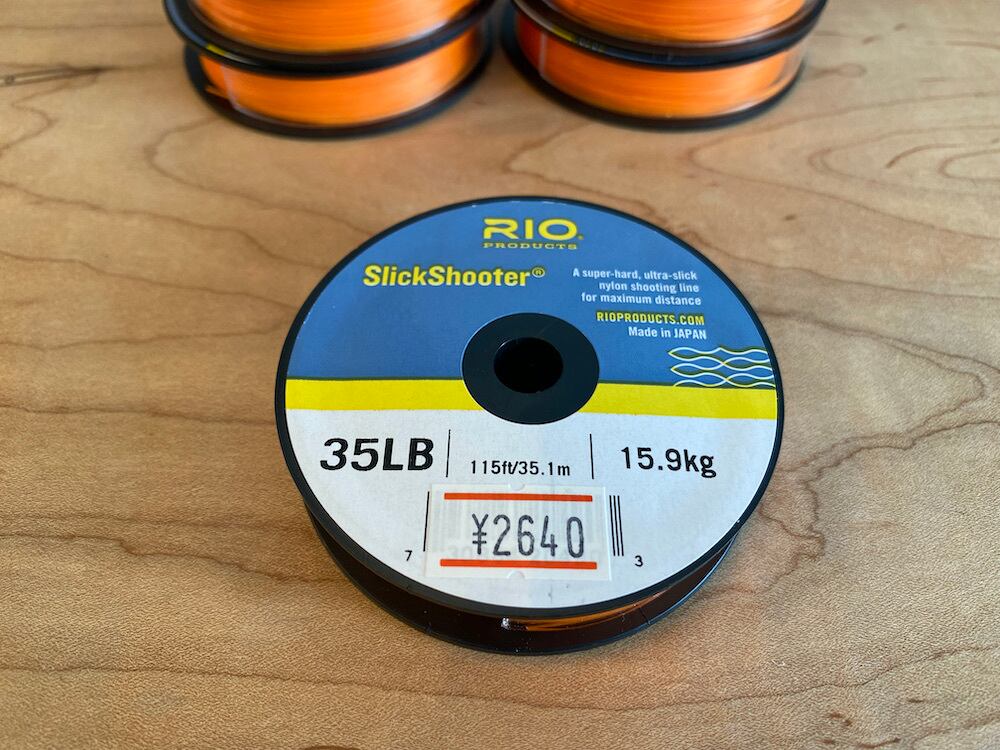 RIO
PRODUCTS
SlickShooter®
A super-hard, ultra-slick
nylon shooting line
for maximum distance
RIOPRODUCTS.COM
Made in JAPAN
35LB
115ft/35.1m
15.9kg
¥2640
7
3